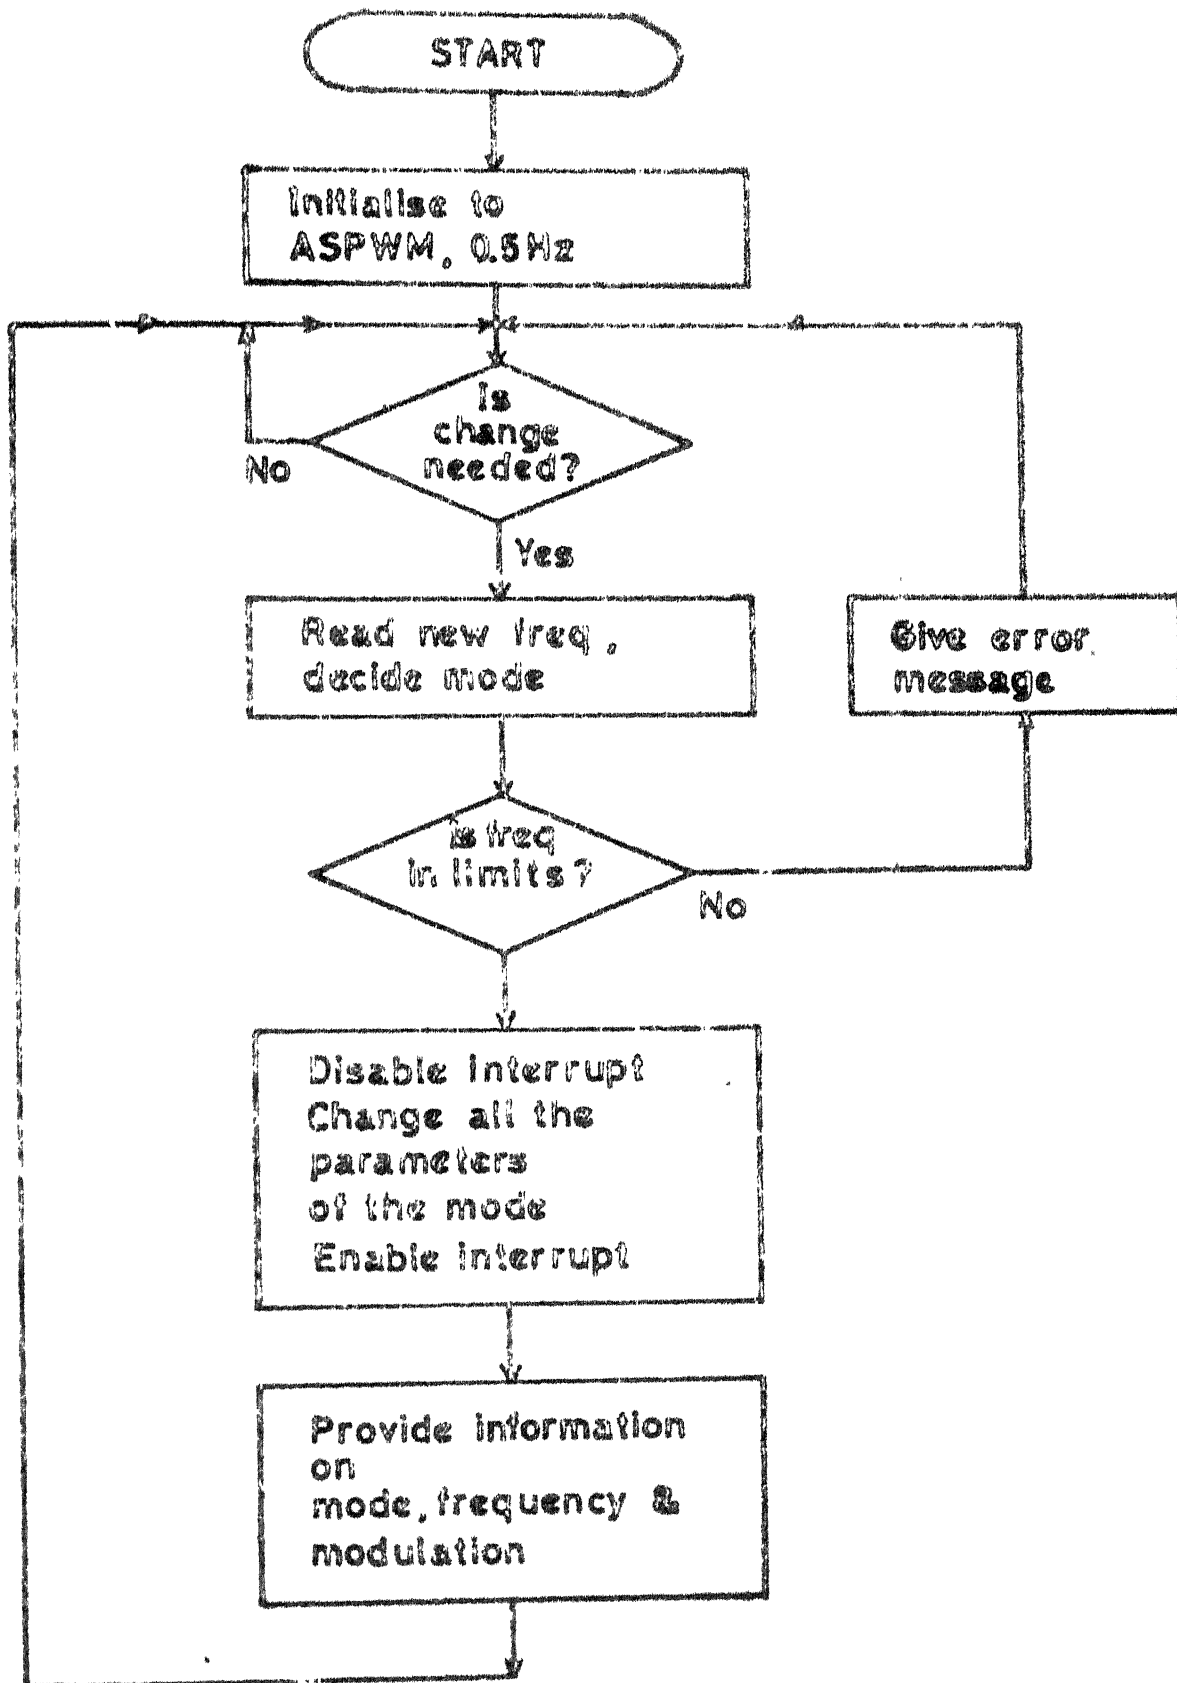 START
Initialise to
ASPWM, 0.5Hz
Is
change
needed?
No
Yes
Read new freq,
decide mode
Give error
message
is freq
in limits?
No
Disable interrupt
Change all the
parameters
of the mode
Enable interrupt
Provide information
on
mode, frequency &
modulation